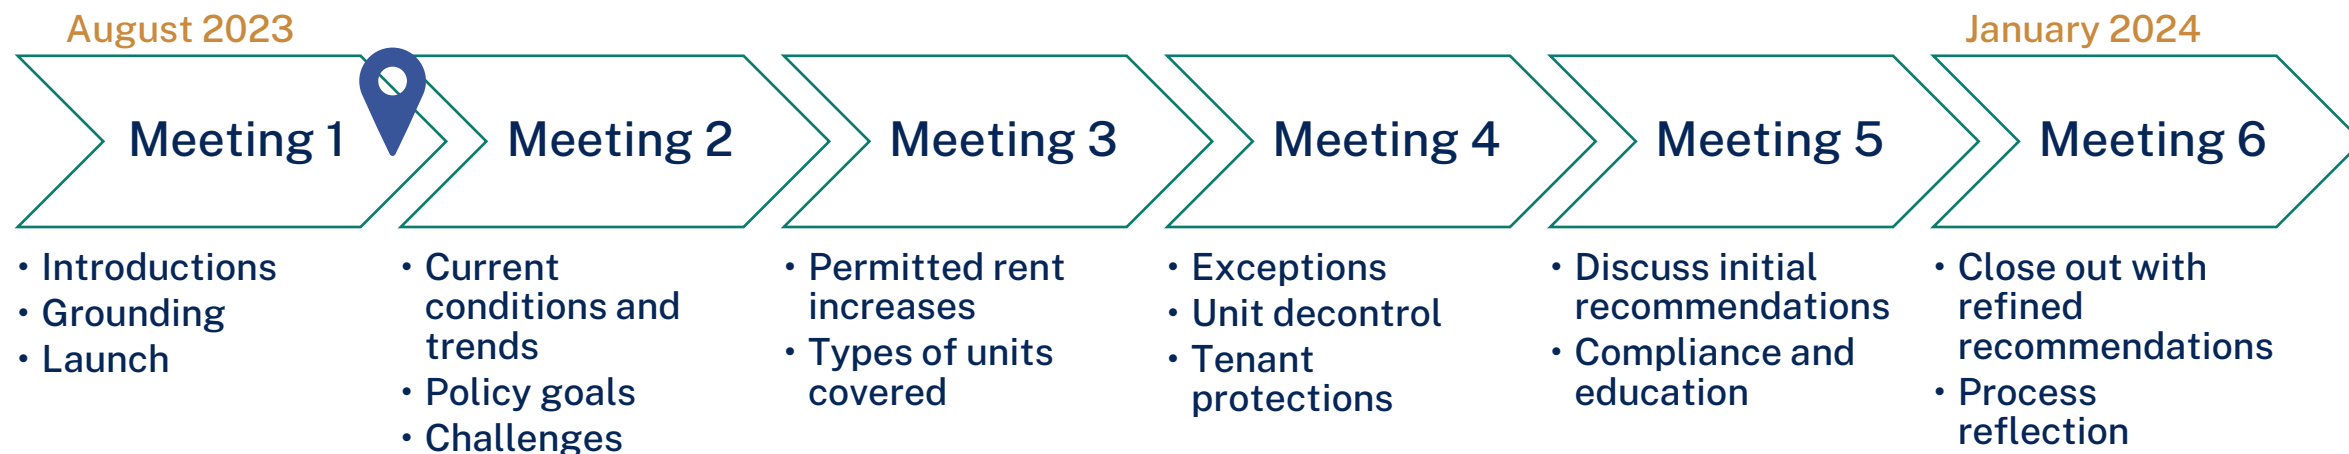 August 2023
January 2024
Meeting 1
Meeting 2
Meeting 3
Meeting 4
Meeting 5
Meeting 6
• Introductions
• Grounding
• Launch
• Current
conditions and
trends
• Policy goals
• Challenges
• Permitted rent
increases
• Types of units
covered
• Exceptions
• Unit decontrol
• Tenant
protections
• Discuss initial
recommendations
• Compliance and
education
• Close out with
refined
recommendations
• Process
reflection